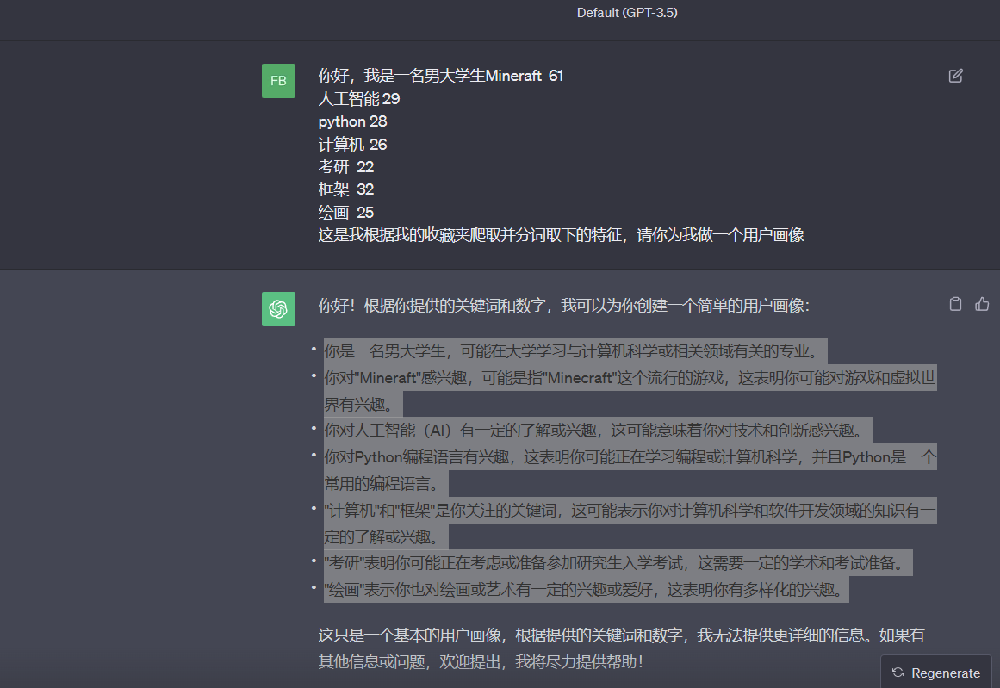 Default (GPT-3.5)
FB
你好，我是一名男大学生Mineraft 61
人工智能 29
python 28
计算机 26
考研 22
框架 32
绘画 25
这是我根据我的收藏夹爬取并分词取下的特征，请你为我做一个用户画像
你好！根据你提供的关键词和数字，我可以为你创建一个简单的用户画像：
• 你是一名男大学生，可能在大学学习与计算机科学或相关领域有关的专业。
• 你对"Mineraft"感兴趣，可能是指"Minecraft"这个流行的游戏，这表明你可能对游戏和虚拟世
界有兴趣。
• 你对人工智能（AI）有一定的了解或兴趣，这可能意味着你对技术和创新感兴趣。
• 你对Python编程语言有兴趣，这表明你可能正在学习编程或计算机科学，并且Python是一个
常用的编程语言。
• "计算机"和"框架"是你关注的关键词，这可能表示你对计算机科学和软件开发领域的知识有一
定的了解或兴趣。
• "考研"表明你可能正在考虑或准备参加研究生入学考试，这需要一定的学术和考试准备。
• "绘画"表示你也对绘画或艺术有一定的兴趣或爱好，这表明你有多样化的兴趣。
这只是一个基本的用户画像，根据提供的关键词和数字，我无法提供更详细的信息。如果有
其他信息或问题，欢迎提出，我将尽力提供帮助！
Regenerate